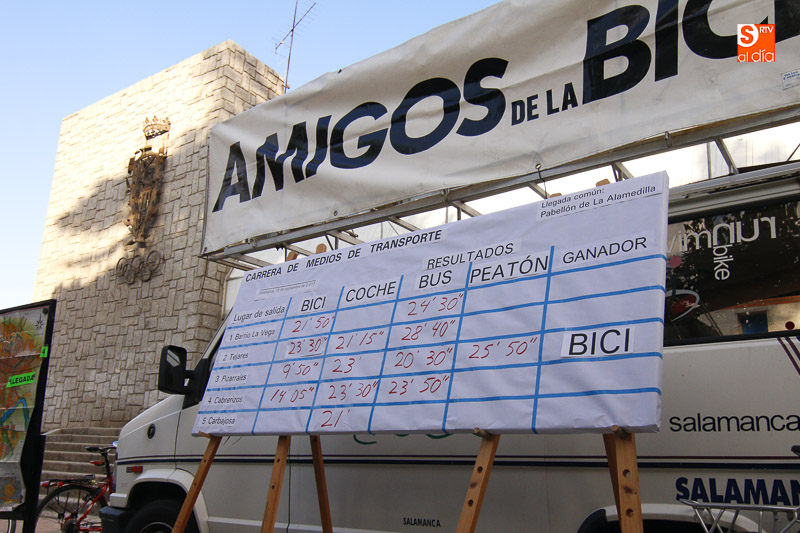 S RIV
al día
AMIGOS DE LA BICI
Llegada común:
Pabellón de La Alamedilla
CARRERA DE MEDIOS DE TRANSPORTE
RESULTADOS
Lugar de salida BICI COCHE BUS PEATÓN GANADOR
1. Barrio La Vega 21'50" 24'30"
2. Tejares 23'30" 21'15" 28'40"
3. Pizarrales 9'50" 23' 20'30" 25'50" BICI
4. Cabrerizos 14'05" 23'30" 23'50"
5. Carbajosa 21'
LLEGADA
running
bike
salamanca
SALAMAN
SALAMANCA